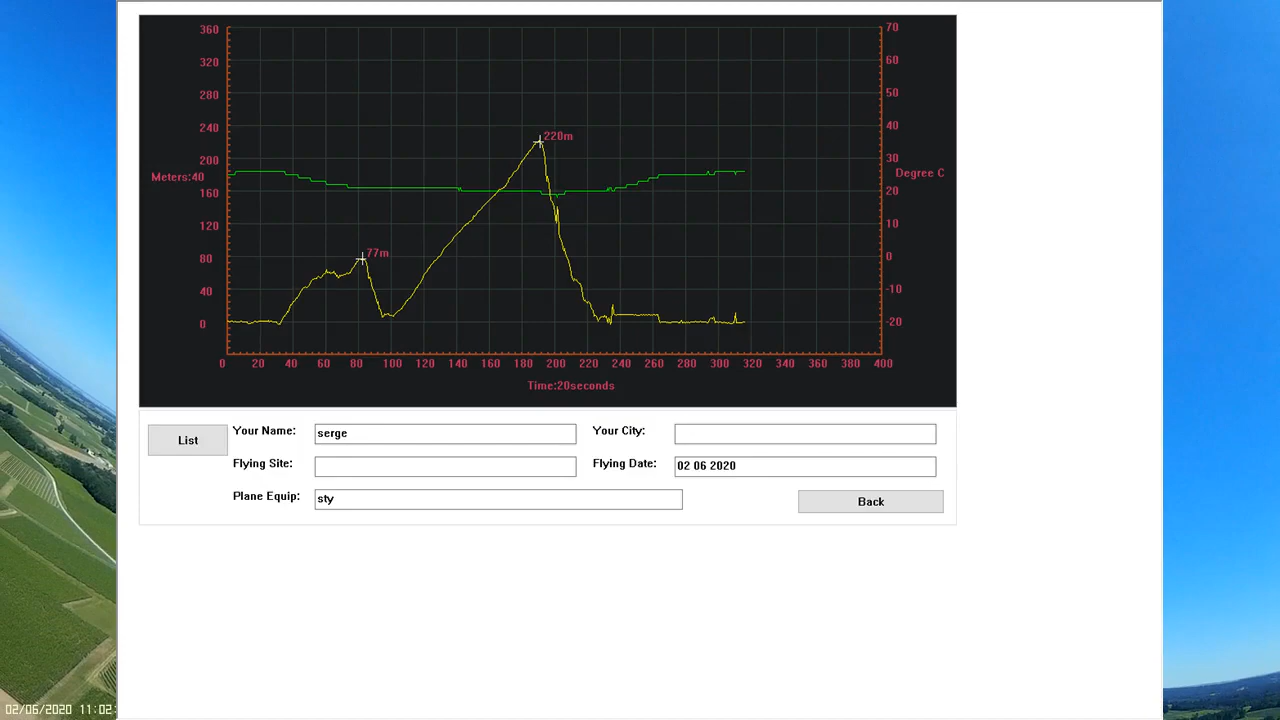 360
70
320
60
280
50
240
40
220m
200
30
Meters:40
Degree C
160
20
120
10
77m
80
0
40
-10
0
-20
0 20 40 60 80 100 120 140 160 180 200 220 240 260 280 300 320 340 360 380 400
Time:20seconds
List
Your Name: serge
Your City:
Flying Site:
Flying Date: 02 06 2020
Plane Equip: sty
Back
02/06/2020 11:02: